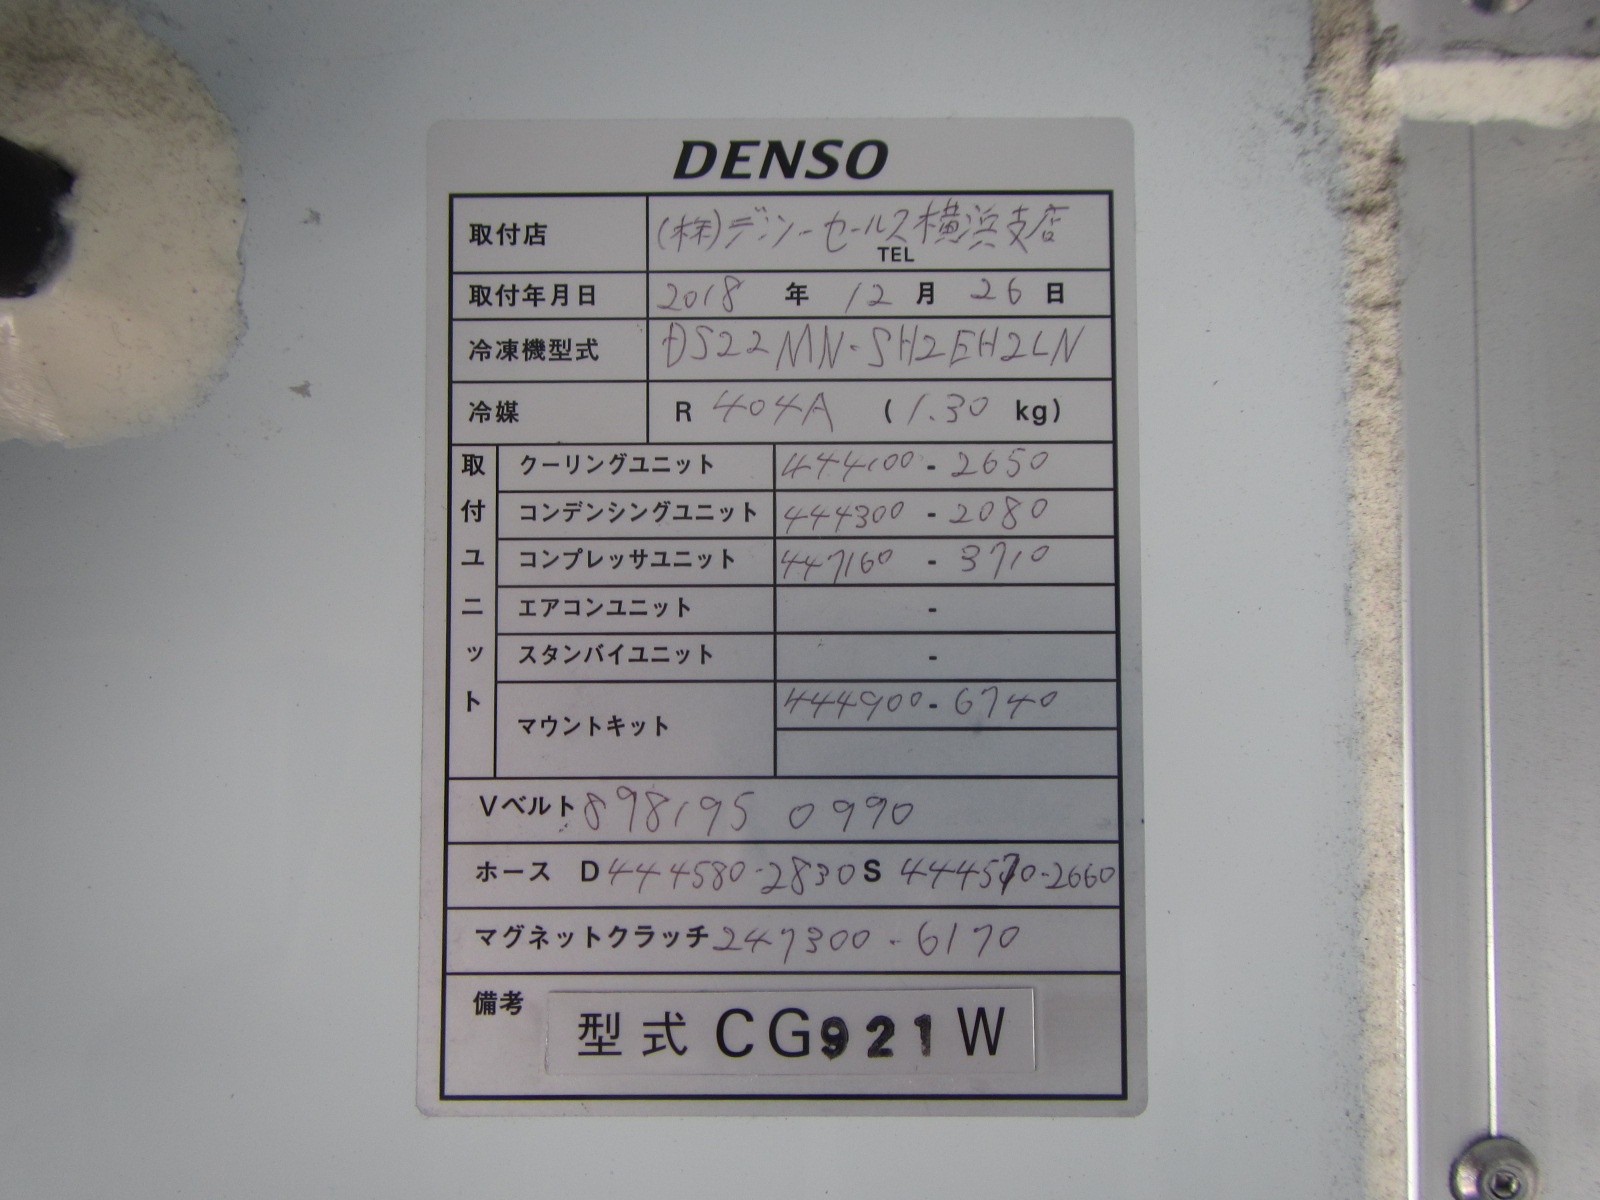 DENSO
取付店 (株)デンソーセールス横浜支店
TEL
取付年月日 2018 年 12 月 26 日
冷凍機型式 DS22MN-SH2EH2LN
冷媒 R 404A (1.30 kg)
取付ユニット
クーリングユニット 444100 - 2650
コンデンシングユニット 444300 - 2080
コンプレッサユニット 447160 - 3710
エアコンユニット -
スタンバイユニット -
マウントキット 444900 - 6740
Vベルト 898195 0990
ホース D 444580-2830 S 444570-2660
マグネットクラッチ 247300 - 6170
備考 型式 CG921W